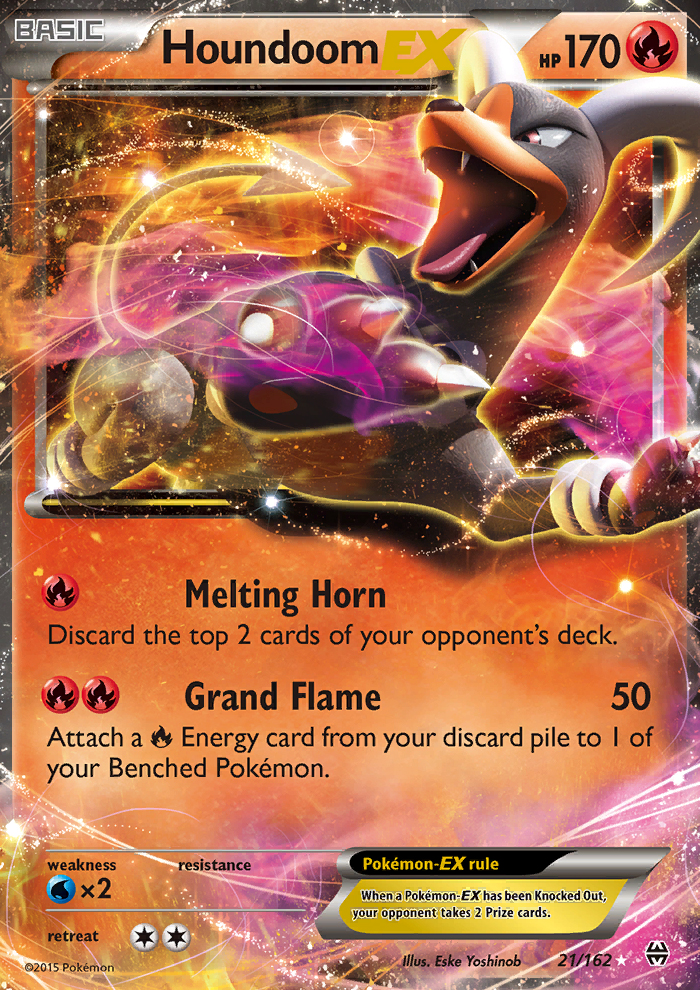 BASIC
Houndoom EX
HP 170
Melting Horn
Discard the top 2 cards of your opponent's deck.
Grand Flame 50
Attach a Energy card from your discard pile to 1 of
your Benched Pokémon.
weakness
resistance
×2
Pokémon-EX rule
When a Pokémon-EX has been Knocked Out,
your opponent takes 2 Prize cards.
retreat
©2015 Pokémon
Illus. Eske Yoshinob
21/162